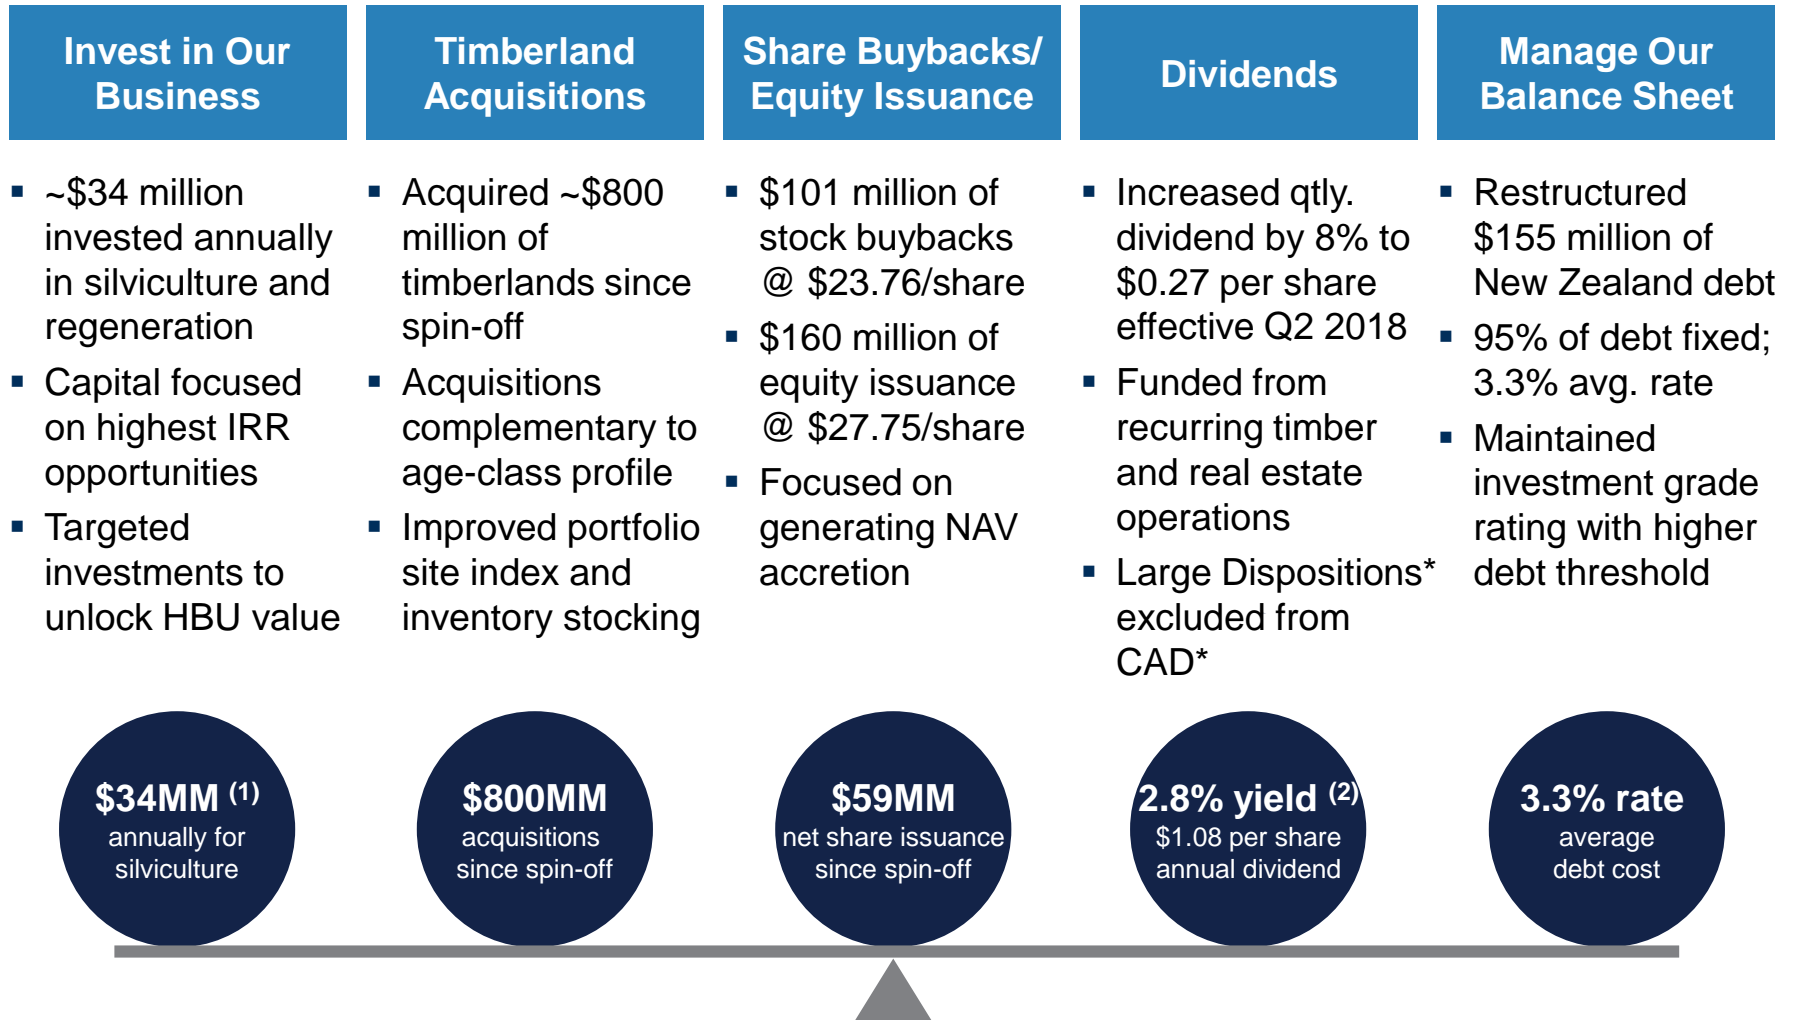 Invest in Our
Business
Timberland
Acquisitions
Share Buybacks/
Equity Issuance
Dividends
Manage Our
Balance Sheet
▪ ~$34 million
invested annually
in silviculture and
regeneration
▪ Capital focused
on highest IRR
opportunities
▪ Targeted
investments to
unlock HBU value
▪ Acquired ~$800
million of
timberlands since
spin-off
▪ Acquisitions
complementary to
age-class profile
▪ Improved portfolio
site index and
inventory stocking
▪ $101 million of
stock buybacks
@ $23.76/share
▪ $160 million of
equity issuance
@ $27.75/share
▪ Focused on
generating NAV
accretion
▪ Increased qtly.
dividend by 8% to
$0.27 per share
effective Q2 2018
▪ Funded from
recurring timber
and real estate
operations
▪ Large Dispositions*
excluded from
CAD*
▪ Restructured
$155 million of
New Zealand debt
▪ 95% of debt fixed;
3.3% avg. rate
▪ Maintained
investment grade
rating with higher
debt threshold
$34MM (1)
annually for
silviculture
$800MM
acquisitions
since spin-off
$59MM
net share issuance
since spin-off
2.8% yield (2)
$1.08 per share
annual dividend
3.3% rate
average
debt cost